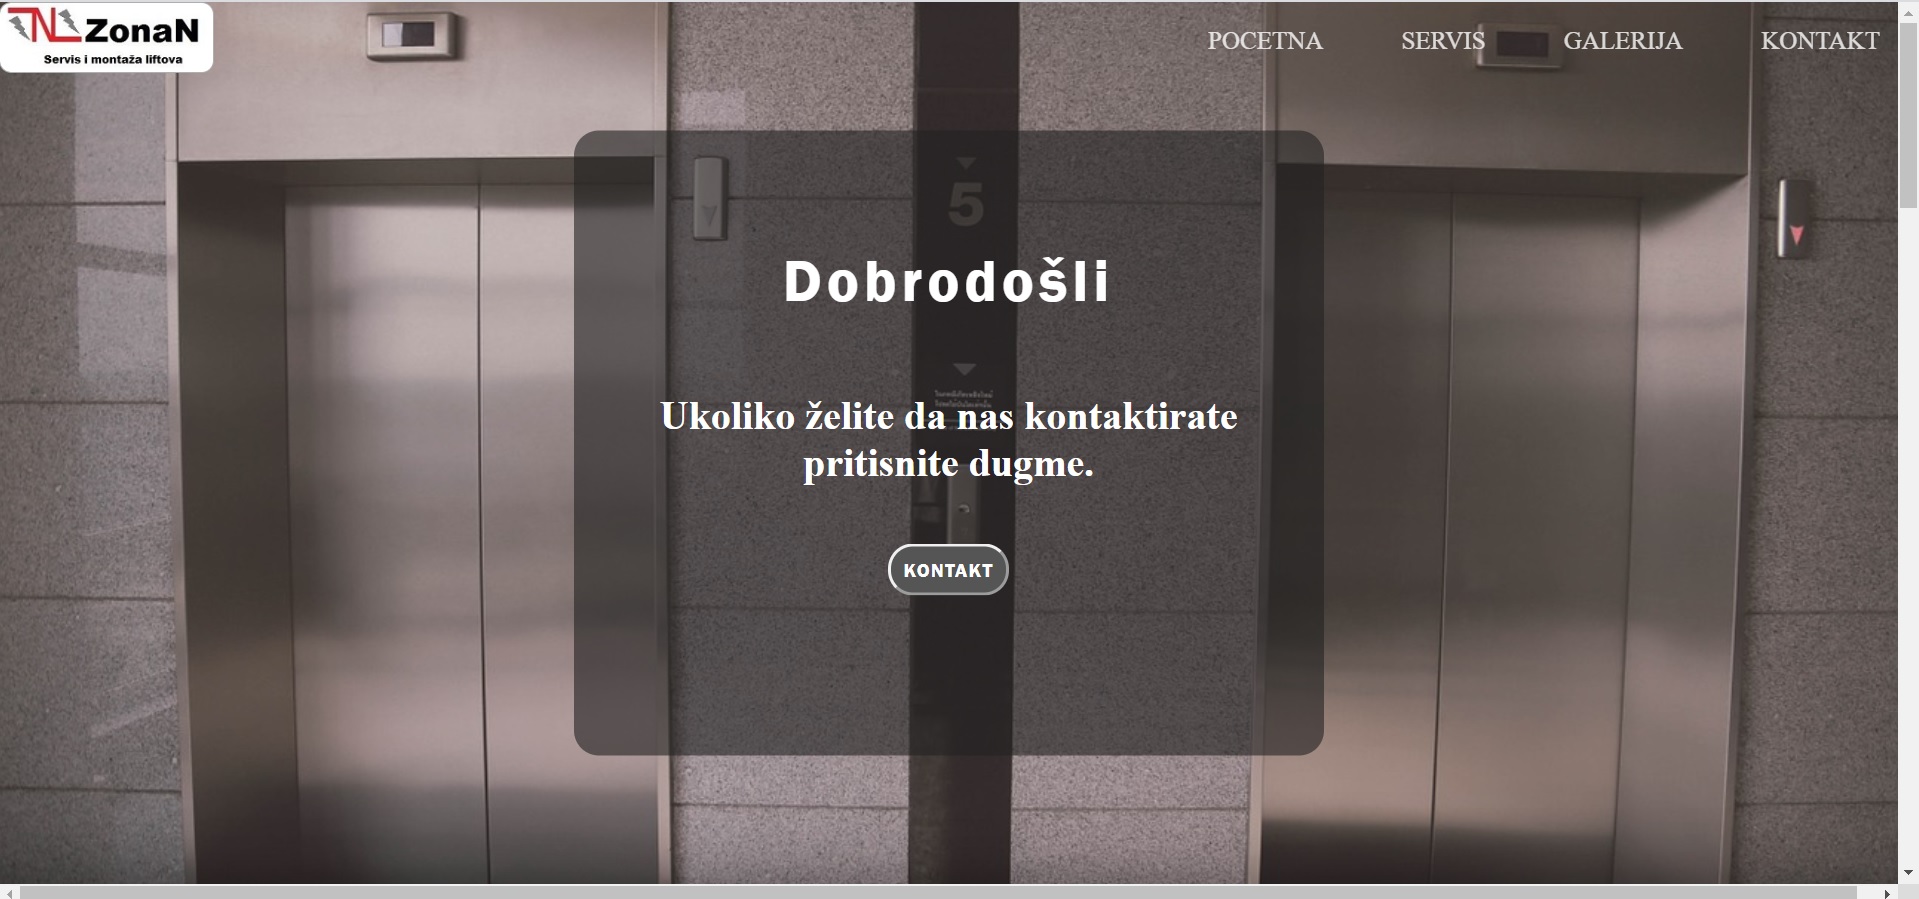 ZonaN
Servis i montaža liftova
POCETNA SERVIS GALERIJA KONTAKT
5
Dobrodošli
Ukoliko želite da nas kontaktirate
pritisnite dugme.
KONTAKT